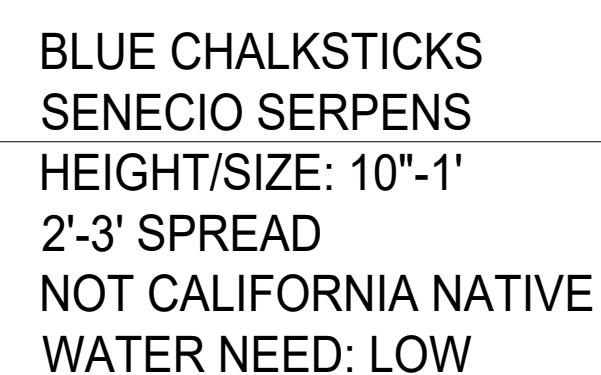 BLUE CHALKSTICKS
SENECIO SERPENS
HEIGHT/SIZE: 10"-1'
2'-3' SPREAD
NOT CALIFORNIA NATIVE
WATER NEED: LOW